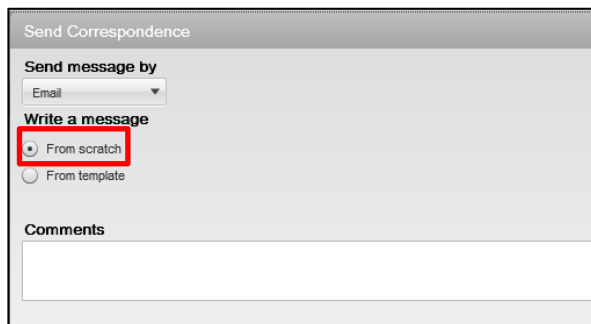 Send Correspondence
Send message by
Email
Write a message
From scratch
From template
Comments